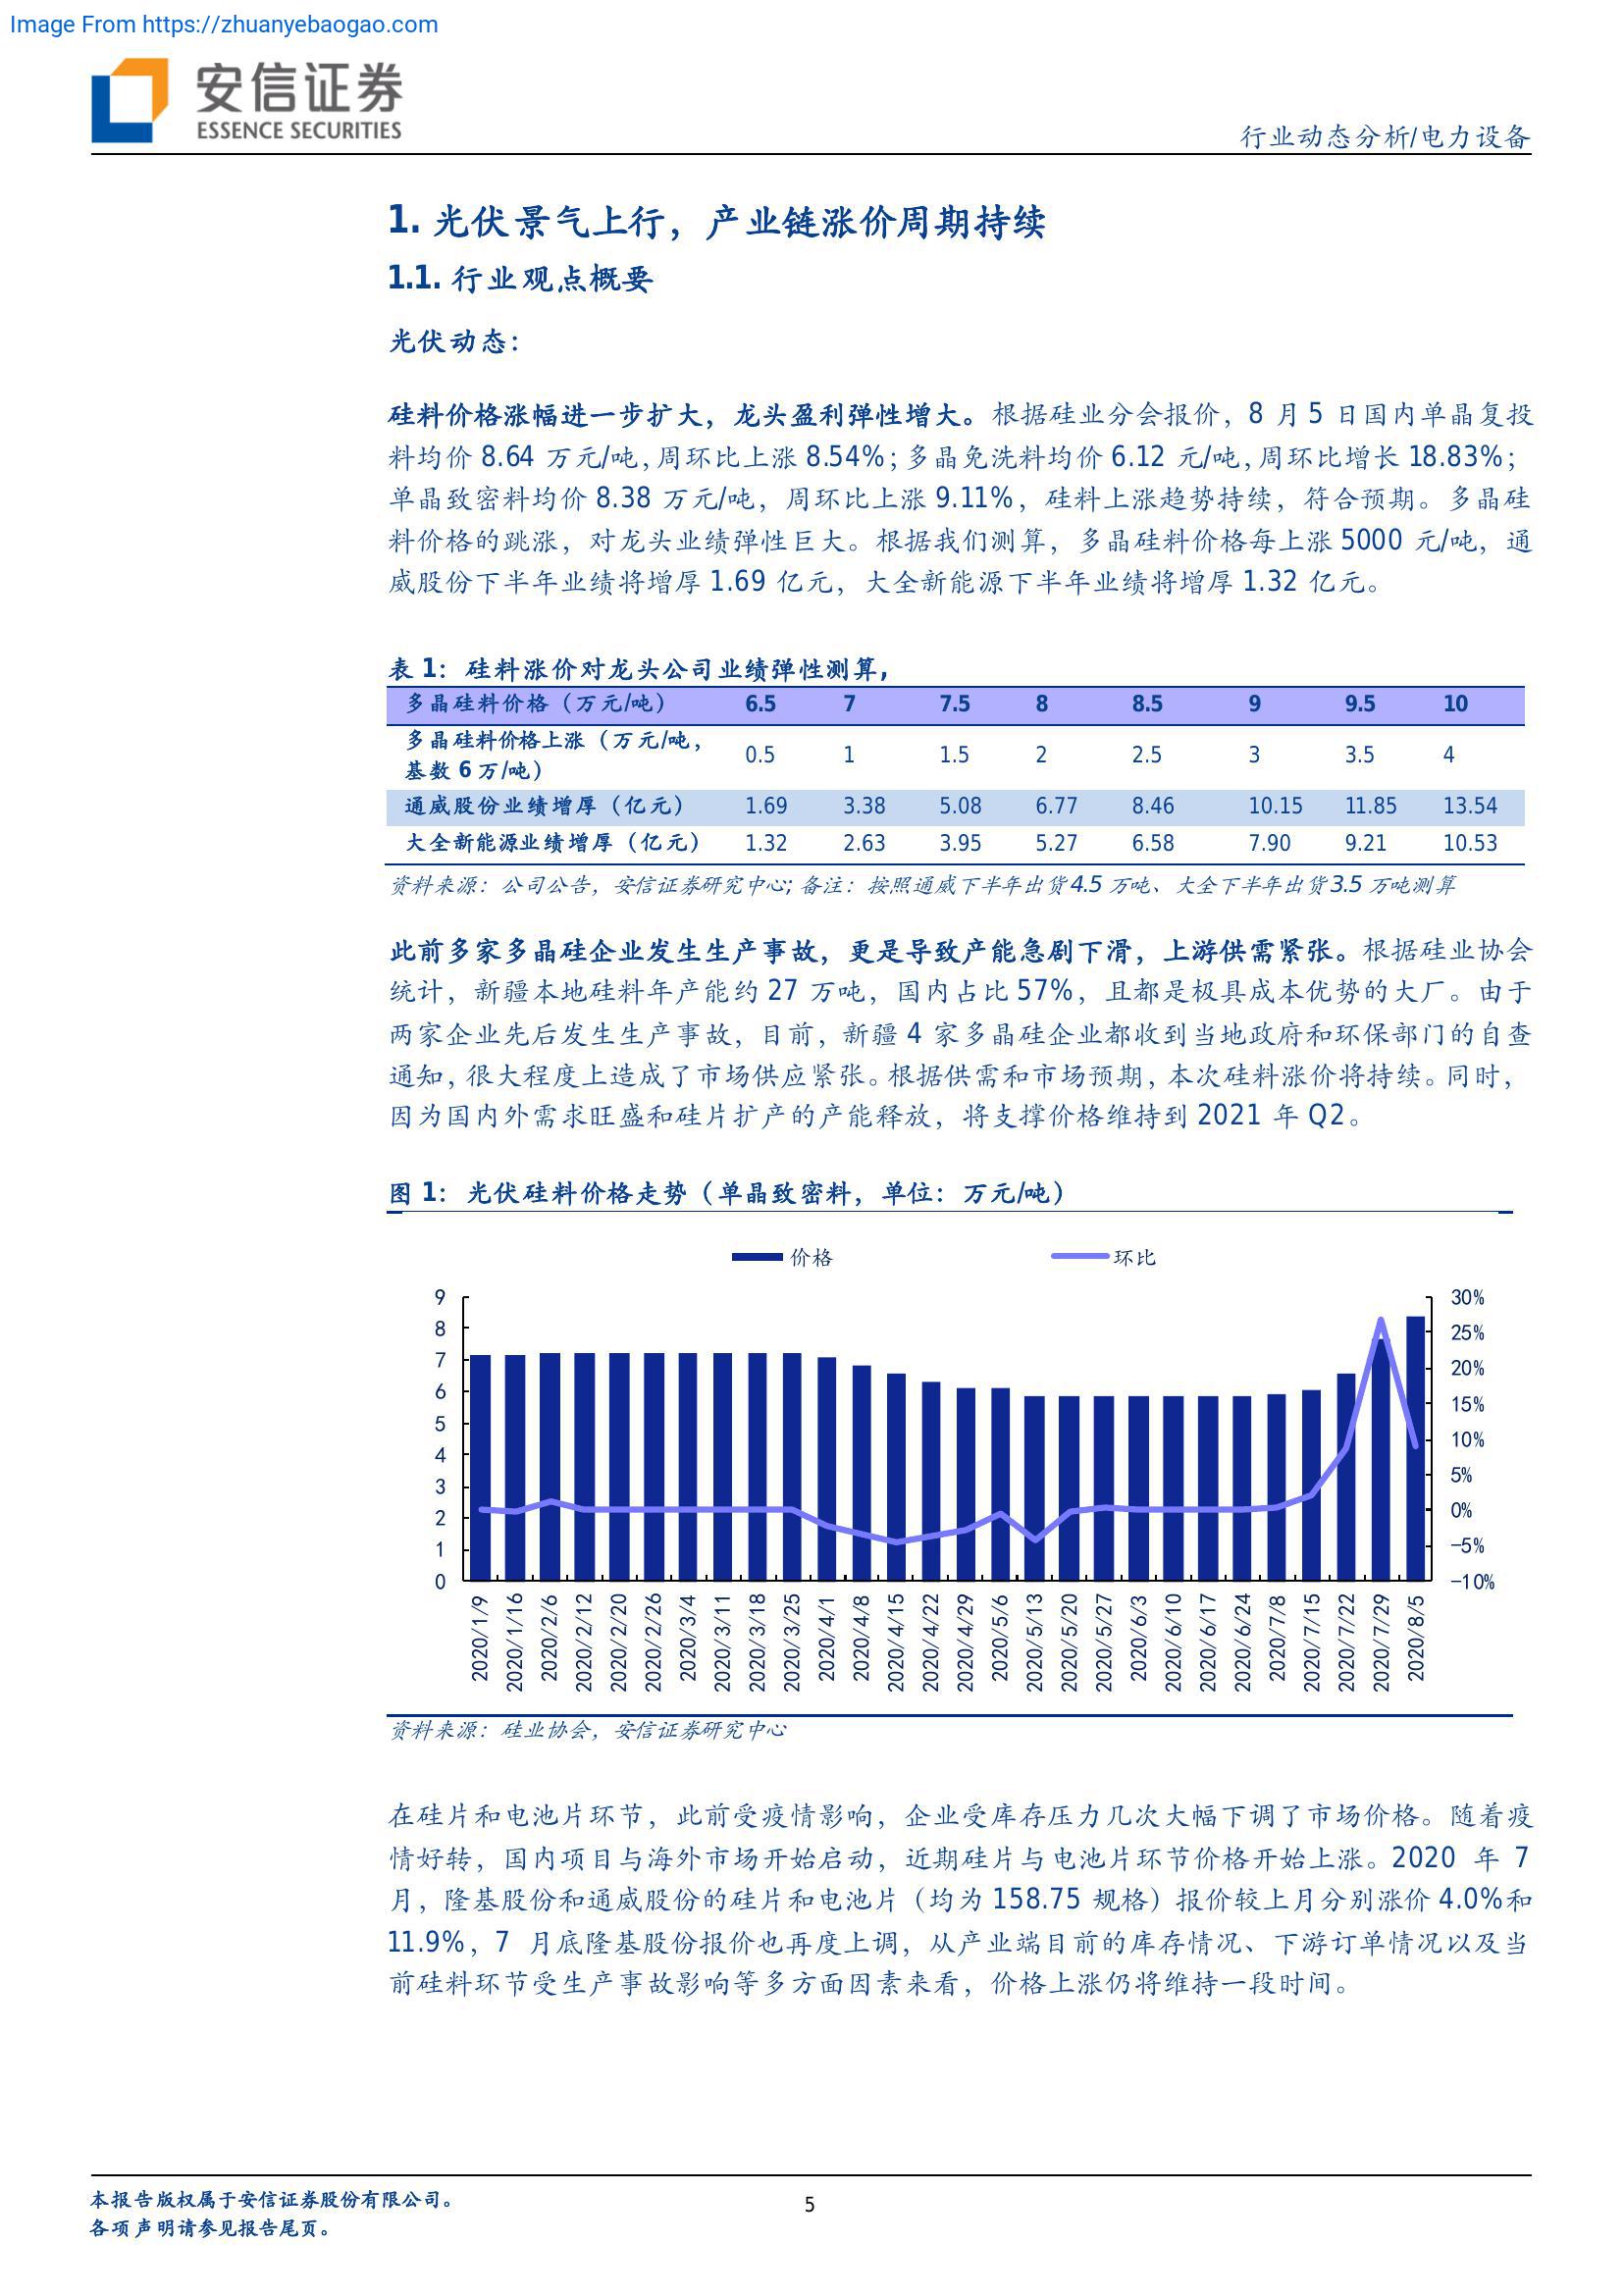 Image From https://zhuanyebaogao.com
安信证券
ESSENCE SECURITIES
行业动态分析/电力设备
1. 光伏景气上行，产业链涨价周期持续
1.1. 行业观点概要
光伏动态：
硅料价格涨幅进一步扩大，龙头盈利弹性增大。根据硅业分会报价，8 月 5 日国内单晶复投
料均价 8.64 万元/吨，周环比上涨 8.54%；多晶免洗料均价 6.12 元/吨，周环比增长 18.83%；
单晶致密料均价 8.38 万元/吨，周环比上涨 9.11%，硅料上涨趋势持续，符合预期。多晶硅
料价格的跳涨，对龙头业绩弹性巨大。根据我们测算，多晶硅料价格每上涨 5000 元/吨，通
威股份下半年业绩将增厚 1.69 亿元，大全新能源下半年业绩将增厚 1.32 亿元。
表 1：硅料涨价对龙头公司业绩弹性测算，
多晶硅料价格（万元/吨） 6.5 7 7.5 8 8.5 9 9.5 10
多晶硅料价格上涨（万元/吨，
基数 6 万/吨） 0.5 1 1.5 2 2.5 3 3.5 4
通威股份业绩增厚（亿元） 1.69 3.38 5.08 6.77 8.46 10.15 11.85 13.54
大全新能源业绩增厚（亿元） 1.32 2.63 3.95 5.27 6.58 7.90 9.21 10.53
资料来源：公司公告，安信证券研究中心; 备注：按照通威下半年出货 4.5 万吨、大全下半年出货 3.5 万吨测算
此前多家多晶硅企业发生生产事故，更是导致产能急剧下滑，上游供需紧张。根据硅业协会
统计，新疆本地硅料年产能约 27 万吨，国内占比 57%，且都是极具成本优势的大厂。由于
两家企业先后发生生产事故，目前，新疆 4 家多晶硅企业都收到当地政府和环保部门的自查
通知，很大程度上造成了市场供应紧张。根据供需和市场预期，本次硅料涨价将持续。同时，
因为国内外需求旺盛和硅片扩产的产能释放，将支撑价格维持到 2021 年 Q2。
图 1：光伏硅料价格走势（单晶致密料，单位：万元/吨）
价格 环比
9 30%
8 25%
7 20%
6 15%
5 10%
4 5%
3 0%
2 -5%
1 -10%
0
2020/1/9 2020/1/16 2020/2/6 2020/2/12 2020/2/20 2020/2/26 2020/3/4 2020/3/11 2020/3/18 2020/3/25 2020/4/1 2020/4/8 2020/4/15 2020/4/22 2020/4/29 2020/5/6 2020/5/13 2020/5/20 2020/5/27 2020/6/3 2020/6/10 2020/6/17 2020/6/24 2020/7/8 2020/7/15 2020/7/22 2020/7/29 2020/8/5
资料来源：硅业协会，安信证券研究中心
在硅片和电池片环节，此前受疫情影响，企业受库存压力几次大幅下调了市场价格。随着疫
情好转，国内项目与海外市场开始启动，近期硅片与电池片环节价格开始上涨。2020 年 7
月，隆基股份和通威股份的硅片和电池片（均为 158.75 规格）报价较上月分别涨价 4.0%和
11.9%，7 月底隆基股份报价也再度上调，从产业端目前的库存情况、下游订单情况以及当
前硅料环节受生产事故影响等多方面因素来看，价格上涨仍将维持一段时间。
本报告版权属于安信证券股份有限公司。
各项声明请参见报告尾页。
5